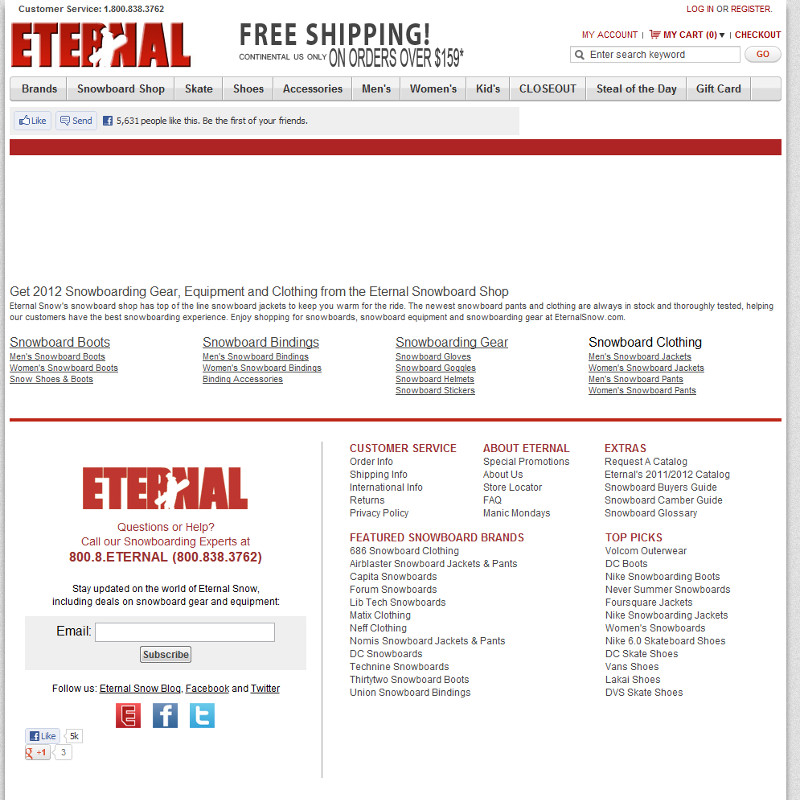 Customer Service: 1.800.838.3762
LOG IN OR REGISTER.
ETERNAL
FREE SHIPPING!
CONTINENTAL US ONLY ON ORDERS OVER $159*
MY ACCOUNT | MY CART (0) | CHECKOUT
Enter search keyword
GO
Brands Snowboard Shop Skate Shoes Accessories Men's Women's Kid's CLOSEOUT Steal of the Day Gift Card
Like Send 5,631 people like this. Be the first of your friends.
Get 2012 Snowboarding Gear, Equipment and Clothing from the Eternal Snowboard Shop
Eternal Snow's snowboard shop has top of the line snowboard jackets to keep you warm for the ride. The newest snowboard pants and clothing are always in stock and thoroughly tested, helping
our customers have the best snowboarding experience. Enjoy shopping for snowboards, snowboard equipment and snowboarding gear at EternalSnow.com.
Snowboard Boots
Men's Snowboard Boots
Women's Snowboard Boots
Snow Shoes & Boots
Snowboard Bindings
Men's Snowboard Bindings
Women's Snowboard Bindings
Binding Accessories
Snowboarding Gear
Snowboard Gloves
Snowboard Goggles
Snowboard Helmets
Snowboard Stickers
Snowboard Clothing
Men's Snowboard Jackets
Women's Snowboard Jackets
Men's Snowboard Pants
Women's Snowboard Pants
ETERNAL
Questions or Help?
Call our Snowboarding Experts at
800.8.ETERNAL (800.838.3762)
Stay updated on the world of Eternal Snow,
including deals on snowboard gear and equipment:
Email:
Subscribe
Follow us: Eternal Snow Blog, Facebook and Twitter
E f t
Like 5k
g +1 3
CUSTOMER SERVICE
Order Info
Shipping Info
International Info
Returns
Privacy Policy
ABOUT ETERNAL
Special Promotions
About Us
Store Locator
FAQ
Manic Mondays
EXTRAS
Request A Catalog
Eternal's 2011/2012 Catalog
Snowboard Buyers Guide
Snowboard Camber Guide
Snowboard Glossary
FEATURED SNOWBOARD BRANDS
686 Snowboard Clothing
Airblaster Snowboard Jackets & Pants
Capita Snowboards
Forum Snowboards
Lib Tech Snowboards
Matix Clothing
Neff Clothing
Nomis Snowboard Jackets & Pants
DC Snowboards
Technine Snowboards
Thirtytwo Snowboard Boots
Union Snowboard Bindings
TOP PICKS
Volcom Outerwear
DC Boots
Nike Snowboarding Boots
Never Summer Snowboards
Foursquare Jackets
Nike Snowboarding Jackets
Women's Snowboards
Nike 6.0 Skateboard Shoes
DC Skate Shoes
Vans Shoes
Lakai Shoes
DVS Skate Shoes